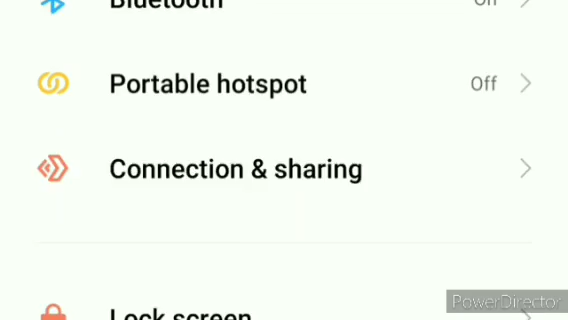 Bluetooth
Off
Portable hotspot
Off
Connection & sharing
Lock screen
PowerDirector